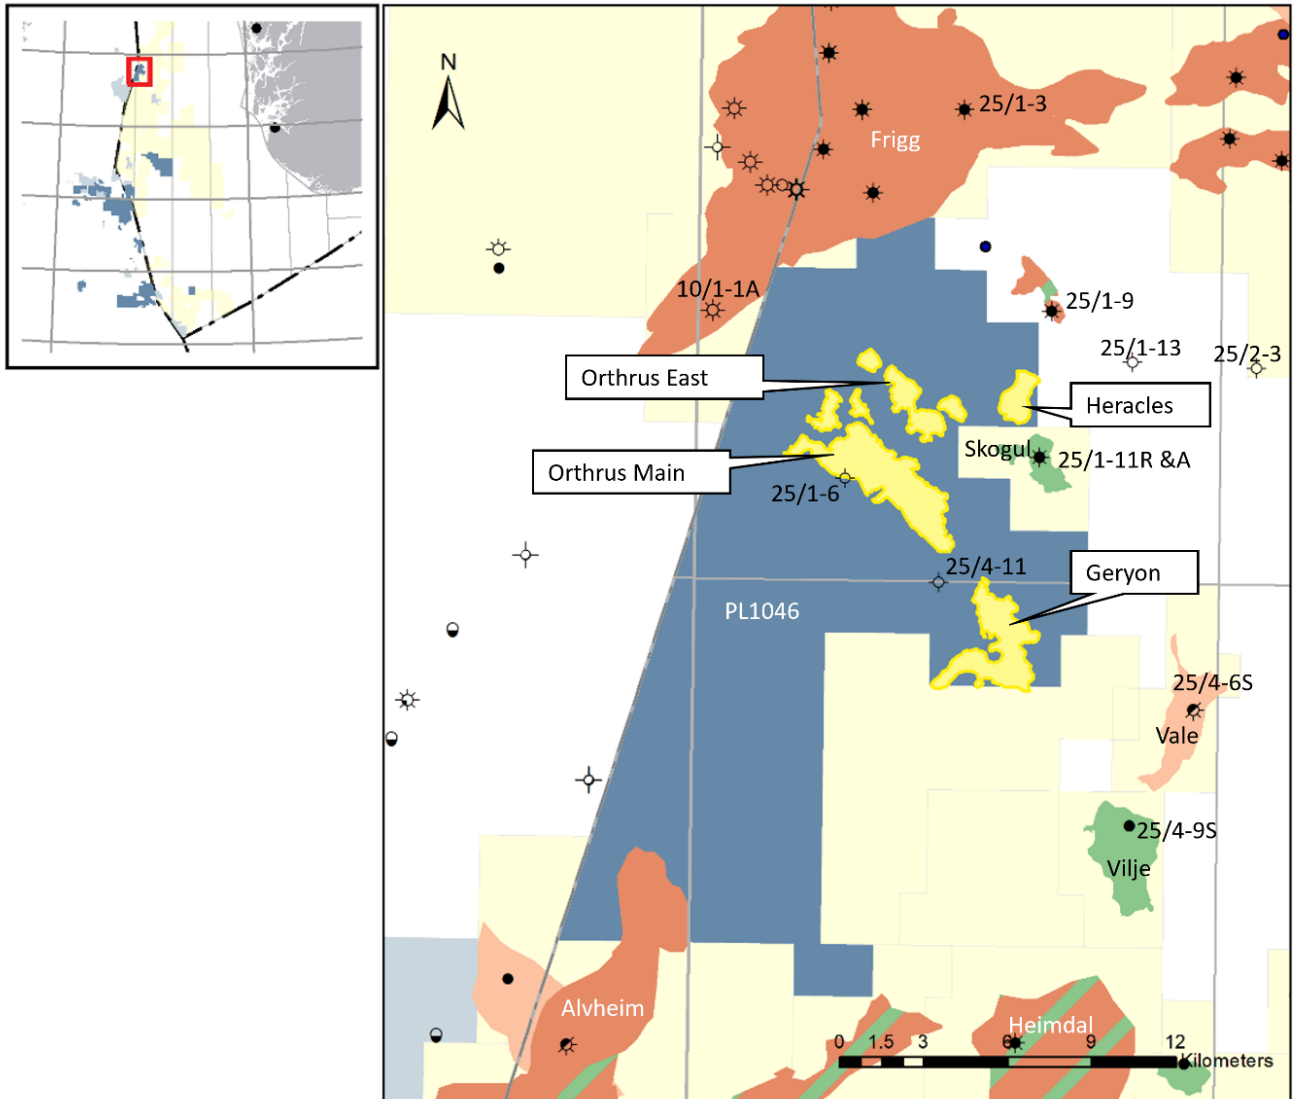 N
25/1-3
Frigg
10/1-1A
25/1-9
25/1-13
25/2-3
Orthrus East
Heracles
Skogul
25/1-11R &A
Orthrus Main
25/1-6
25/4-11
Geryon
PL1046
25/4-6S
Vale
25/4-9S
Vilje
Alvheim
Heimdal
0 1.5 3 6 9 12
Kilometers